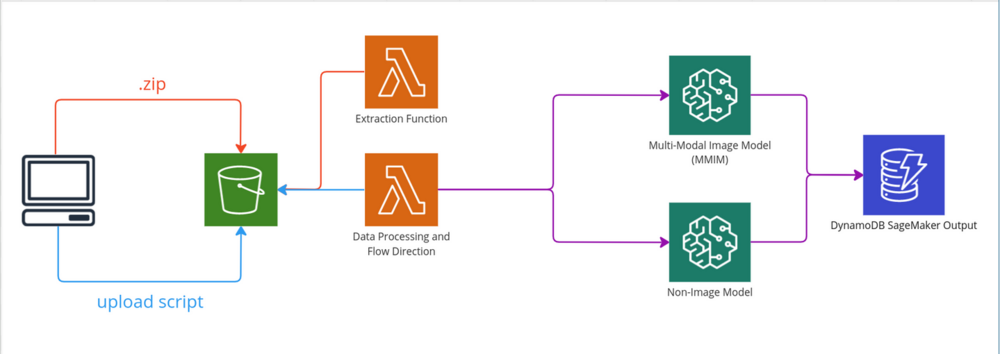 .zip
upload script
Extraction Function
Data Processing and
Flow Direction
Multi-Modal Image Model
(MMIM)
Non-Image Model
DynamoDB SageMaker Output